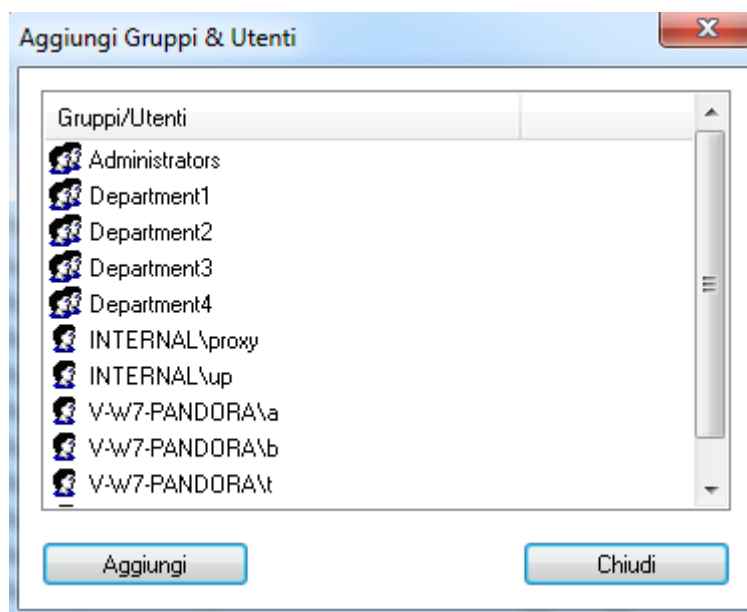 Aggiungi Gruppi & Utenti
Gruppi/Utenti
Administrators
Department1
Department2
Department3
Department4
INTERNAL\proxy
INTERNAL\up
V-W7-PANDORA\a
V-W7-PANDORA\b
V-W7-PANDORA\t
Aggiungi
Chiudi